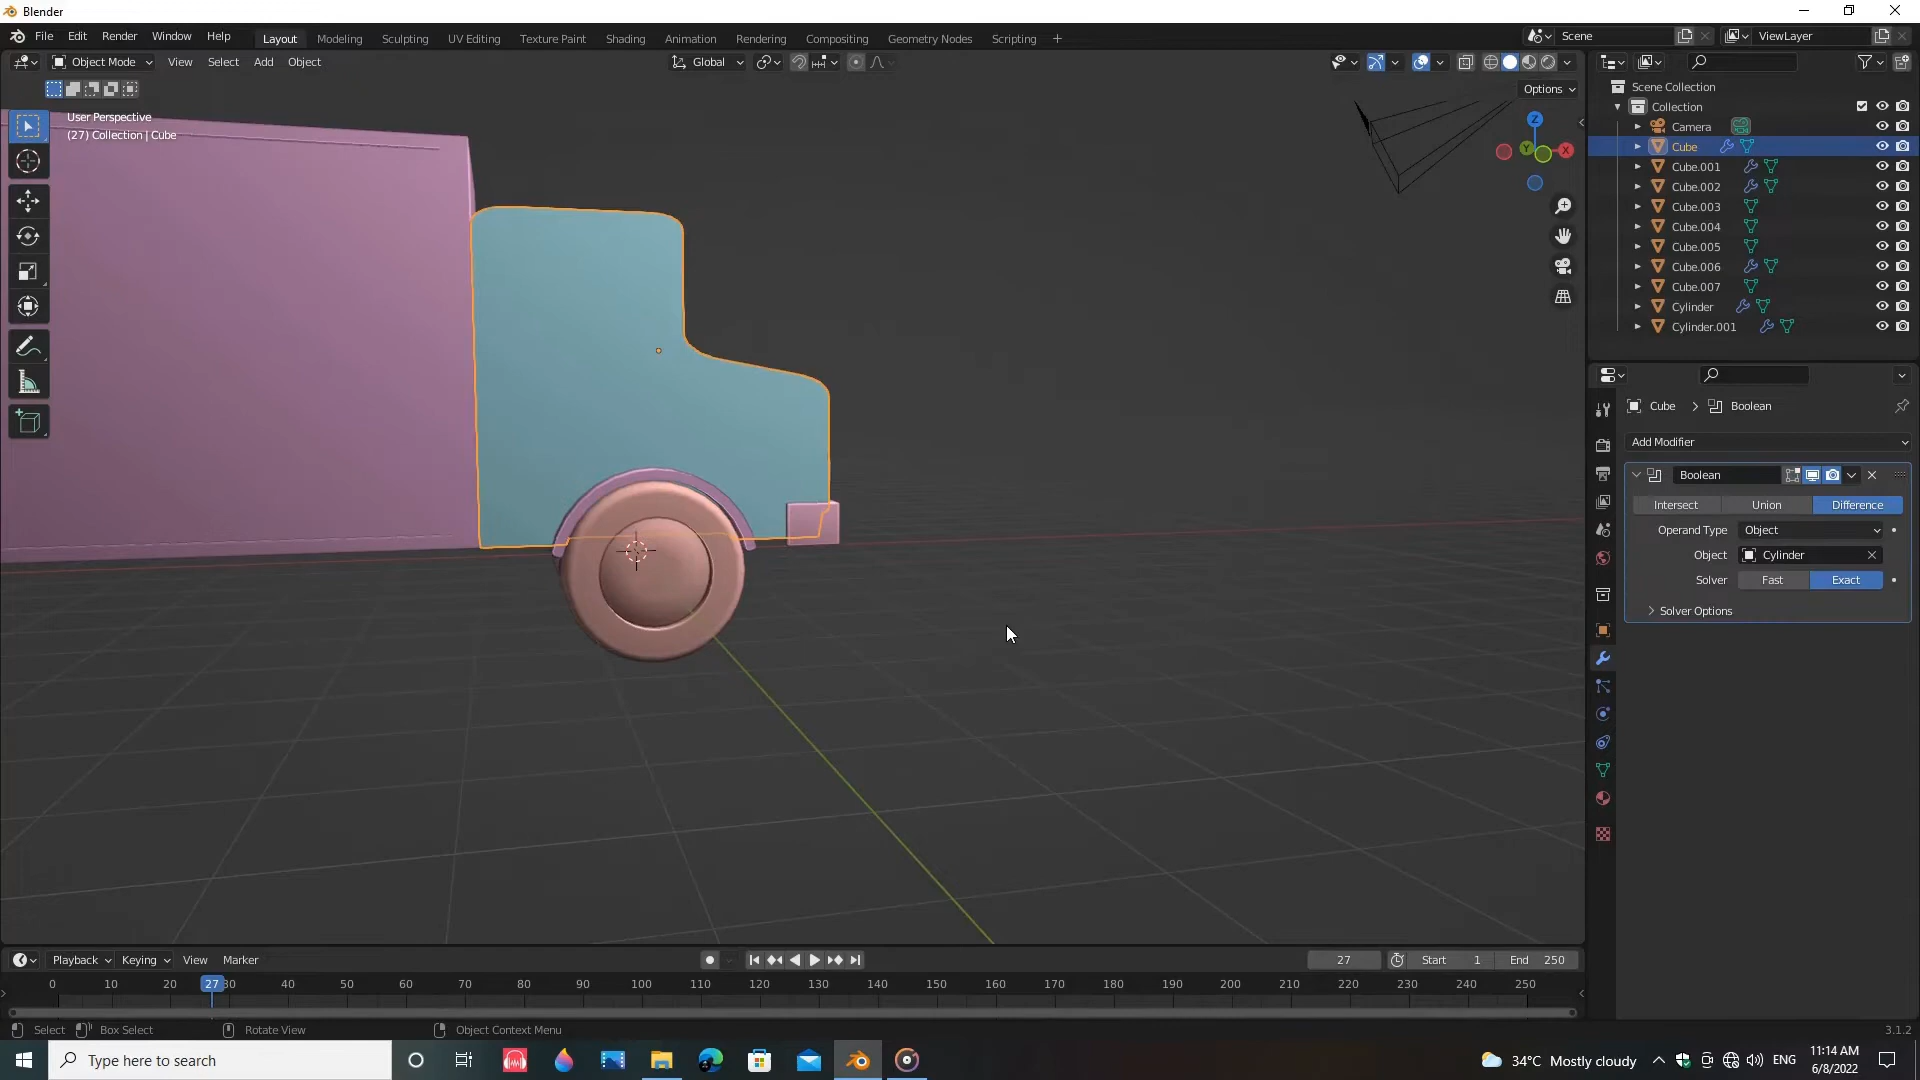 Blender
File Edit Render Window Help Layout Modeling Sculpting UV Editing Texture Paint Shading Animation Rendering Compositing Geometry Nodes Scripting + Scene ViewLayer
Object Mode View Select Add Object Global
Options
User Perspective
(27) Collection | Cube
Z
Y
X
Scene Collection
Collection
Camera
Cube
Cube.001
Cube.002
Cube.003
Cube.004
Cube.005
Cube.006
Cube.007
Cylinder
Cylinder.001
Cube > Boolean
Add Modifier
Boolean
Intersect Union Difference
Operand Type Object
Object Cylinder
Solver Fast Exact
Solver Options
Playback Keying View Marker 27 Start 1 End 250
0 10 20 27 30 40 50 60 70 80 90 100 110 120 130 140 150 160 170 180 190 200 210 220 230 240 250
Select Box Select Rotate View Object Context Menu 3.1.2
Type here to search
34°C Mostly cloudy ENG 11:14 AM
6/8/2022